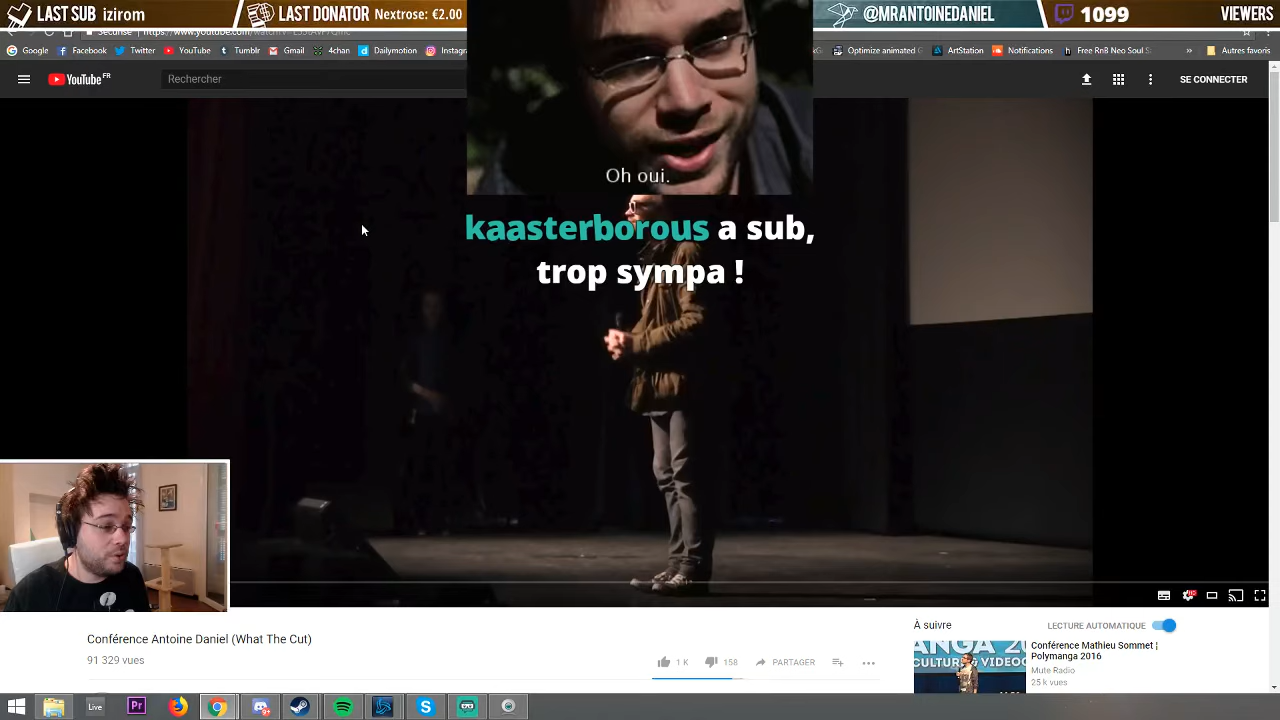 LAST SUB izirom
LAST DONATOR Nextrose: €2.00
@MRANTOINEDANIEL
1099
VIEWERS
Google
Facebook
Twitter
YouTube
Tumblr
Gmail
4chan
Dailymotion
Optimize animated
ArtStation
Notifications
Free RnB Neo Soul S
»
Autres favoris
YouTube FR
Rechercher
SE CONNECTER
Oh oui.
kaasterborous a sub,
trop sympa !
Conférence Antoine Daniel (What The Cut)
91 329 vues
1 K
158
PARTAGER
À suivre
LECTURE AUTOMATIQUE
Conférence Mathieu Sommet |
Polymanga 2016
Mute Radio
25 k vues
Live
Pr